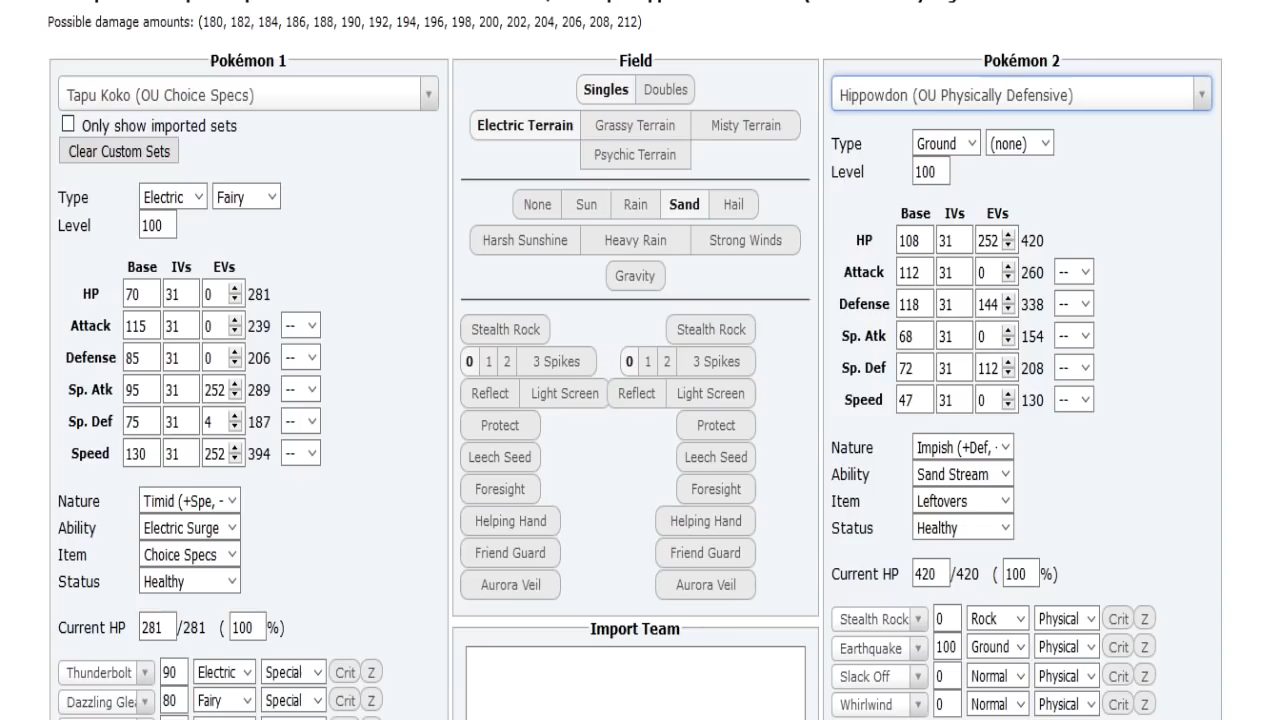 Possible damage amounts: (180, 182, 184, 186, 188, 190, 192, 194, 196, 198, 200, 202, 204, 206, 208, 212)
Pokémon 1
Tapu Koko (OU Choice Specs)
Only show imported sets
Clear Custom Sets
Type Electric Fairy
Level 100
Base IVs EVs
HP 70 31 0 281
Attack 115 31 0 239 --
Defense 85 31 0 206 --
Sp. Atk 95 31 252 289 --
Sp. Def 75 31 4 187 --
Speed 130 31 252 394 --
Nature Timid (+Spe, -
Ability Electric Surge
Item Choice Specs
Status Healthy
Current HP 281 /281 ( 100 %)
Thunderbolt 90 Electric Special Crit Z
Dazzling Glea 80 Fairy Special Crit Z
Field
Singles Doubles
Electric Terrain Grassy Terrain Misty Terrain
Psychic Terrain
None Sun Rain Sand Hail
Harsh Sunshine Heavy Rain Strong Winds
Gravity
Stealth Rock Stealth Rock
0 1 2 3 Spikes 0 1 2 3 Spikes
Reflect Light Screen Reflect Light Screen
Protect Protect
Leech Seed Leech Seed
Foresight Foresight
Helping Hand Helping Hand
Friend Guard Friend Guard
Aurora Veil Aurora Veil
Import Team
Pokémon 2
Hippowdon (OU Physically Defensive)
Type Ground (none)
Level 100
Base IVs EVs
HP 108 31 252 420
Attack 112 31 0 260 --
Defense 118 31 144 338 --
Sp. Atk 68 31 0 154 --
Sp. Def 72 31 112 208 --
Speed 47 31 0 130 --
Nature Impish (+Def, -
Ability Sand Stream
Item Leftovers
Status Healthy
Current HP 420 /420 ( 100 %)
Stealth Rock 0 Rock Physical Crit Z
Earthquake 100 Ground Physical Crit Z
Slack Off 0 Normal Physical Crit Z
Whirlwind 0 Normal Physical Crit Z